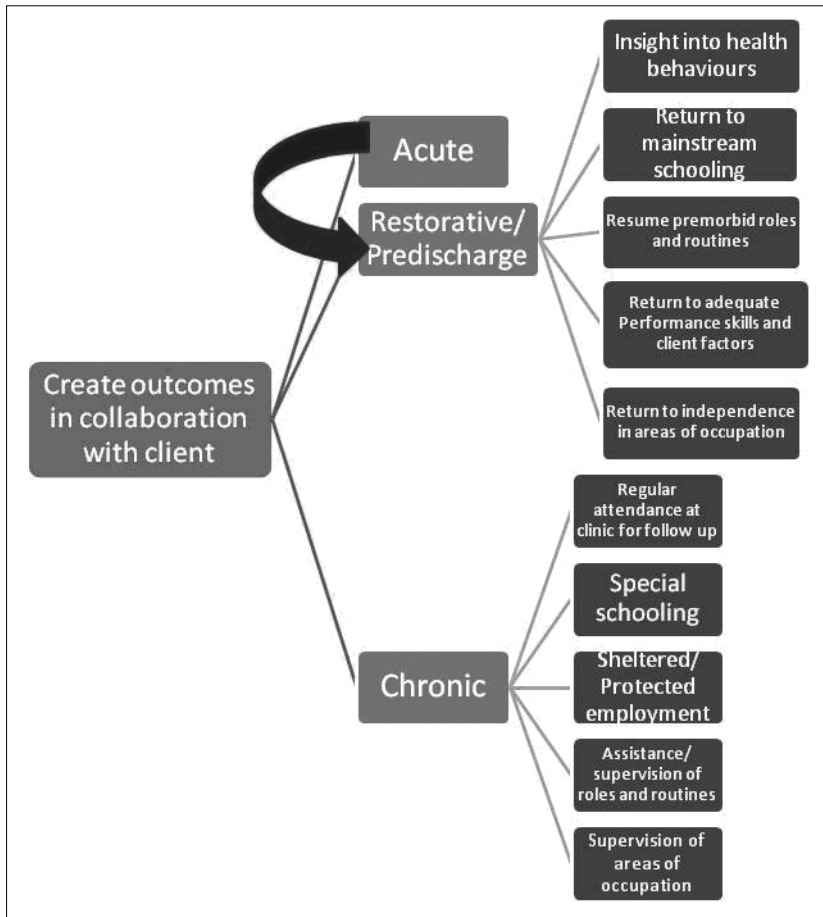 Create outcomes
in collaboration
with client
Acute
Restorative/
Predischarge
Insight into health
behaviours
Return to
mainstream
schooling
Resume premorbid roles
and routines
Return to adequate
Performance skills and
client factors
Return to independence
in areas of occupation
Chronic
Regular
attendance at
clinic for follow up
Special
schooling
Sheltered/
Protected
employment
Assistance/
supervision of
roles and routines
Supervision of
areas of
occupation